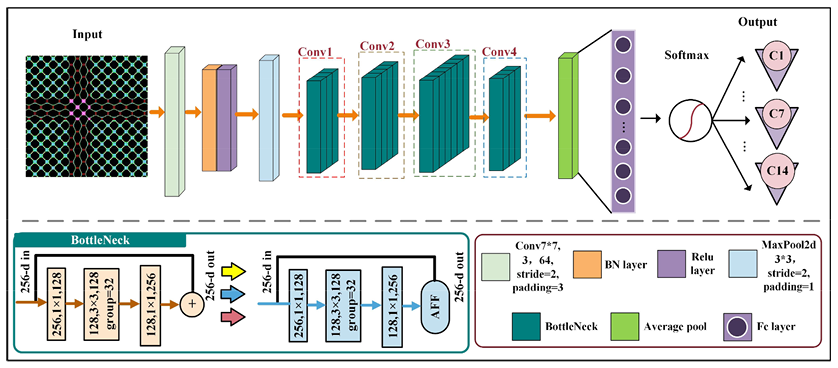 Input
Conv1
Conv2
Conv3
Conv4
Softmax
Output
C1
...
C7
...
C14
BottleNeck
256-d in
256,1×1,128
128,3×3,128
group=32
128,1×1,256
+
256-d out
256-d in
256,1×1,128
128,3×3,128
group=32
128,1×1,256
AFF
256-d out
Conv7*7,
3, 64,
stride=2,
padding=3
BN layer
Relu
layer
MaxPool2d
3*3,
stride=2,
padding=1
BottleNeck
Average pool
Fc layer